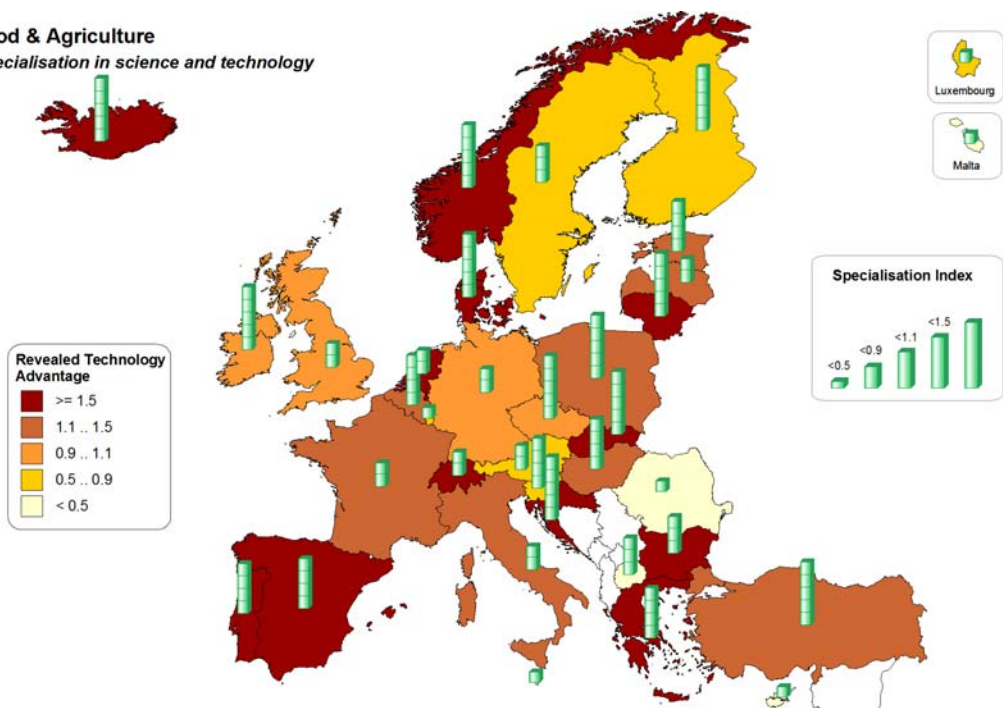 od & Agriculture
ecialisation in science and technology
Luxembourg
Malta
Specialisation Index
<0.5
<0.9
<1.1
<1.5
Revealed Technology
Advantage
>= 1.5
1.1 .. 1.5
0.9 .. 1.1
0.5 .. 0.9
< 0.5